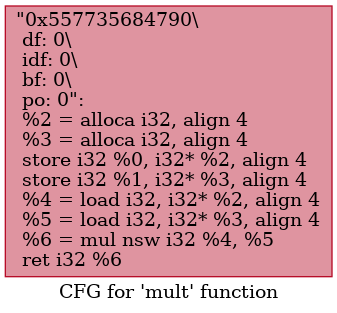 "0x557735684790\
df: 0\
idf: 0\
bf: 0\
po: 0":
%2 = alloca i32, align 4
%3 = alloca i32, align 4
store i32 %0, i32* %2, align 4
store i32 %1, i32* %3, align 4
%4 = load i32, i32* %2, align 4
%5 = load i32, i32* %3, align 4
%6 = mul nsw i32 %4, %5
ret i32 %6
CFG for 'mult' function